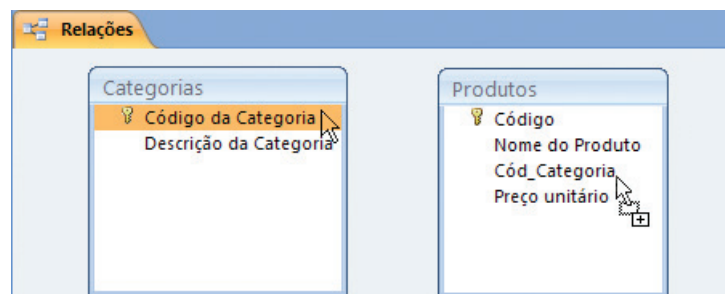 Relações
Categorias
Código da Categoria
Descrição da Categoria
Produtos
Código
Nome do Produto
Cód_Categoria
Preço unitário